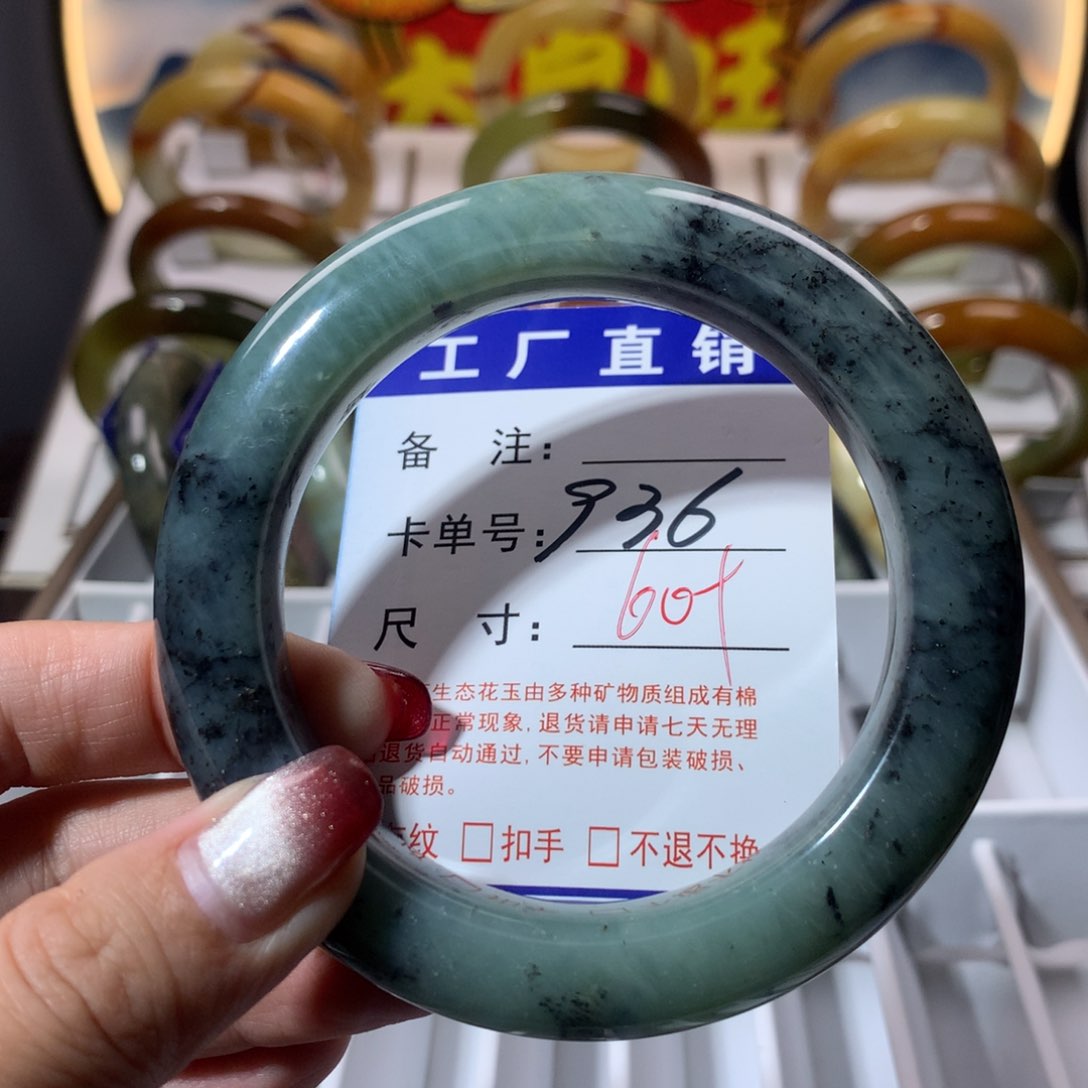 大
旺
工厂直销
备 注：
卡单号：936
尺 寸：60+
生态花玉由多种矿物质组成有棉
正常现象，退货请申请七天无理
退货自动通过，不要申请包装破损、
品破损。
纹 □扣手 □不退不换